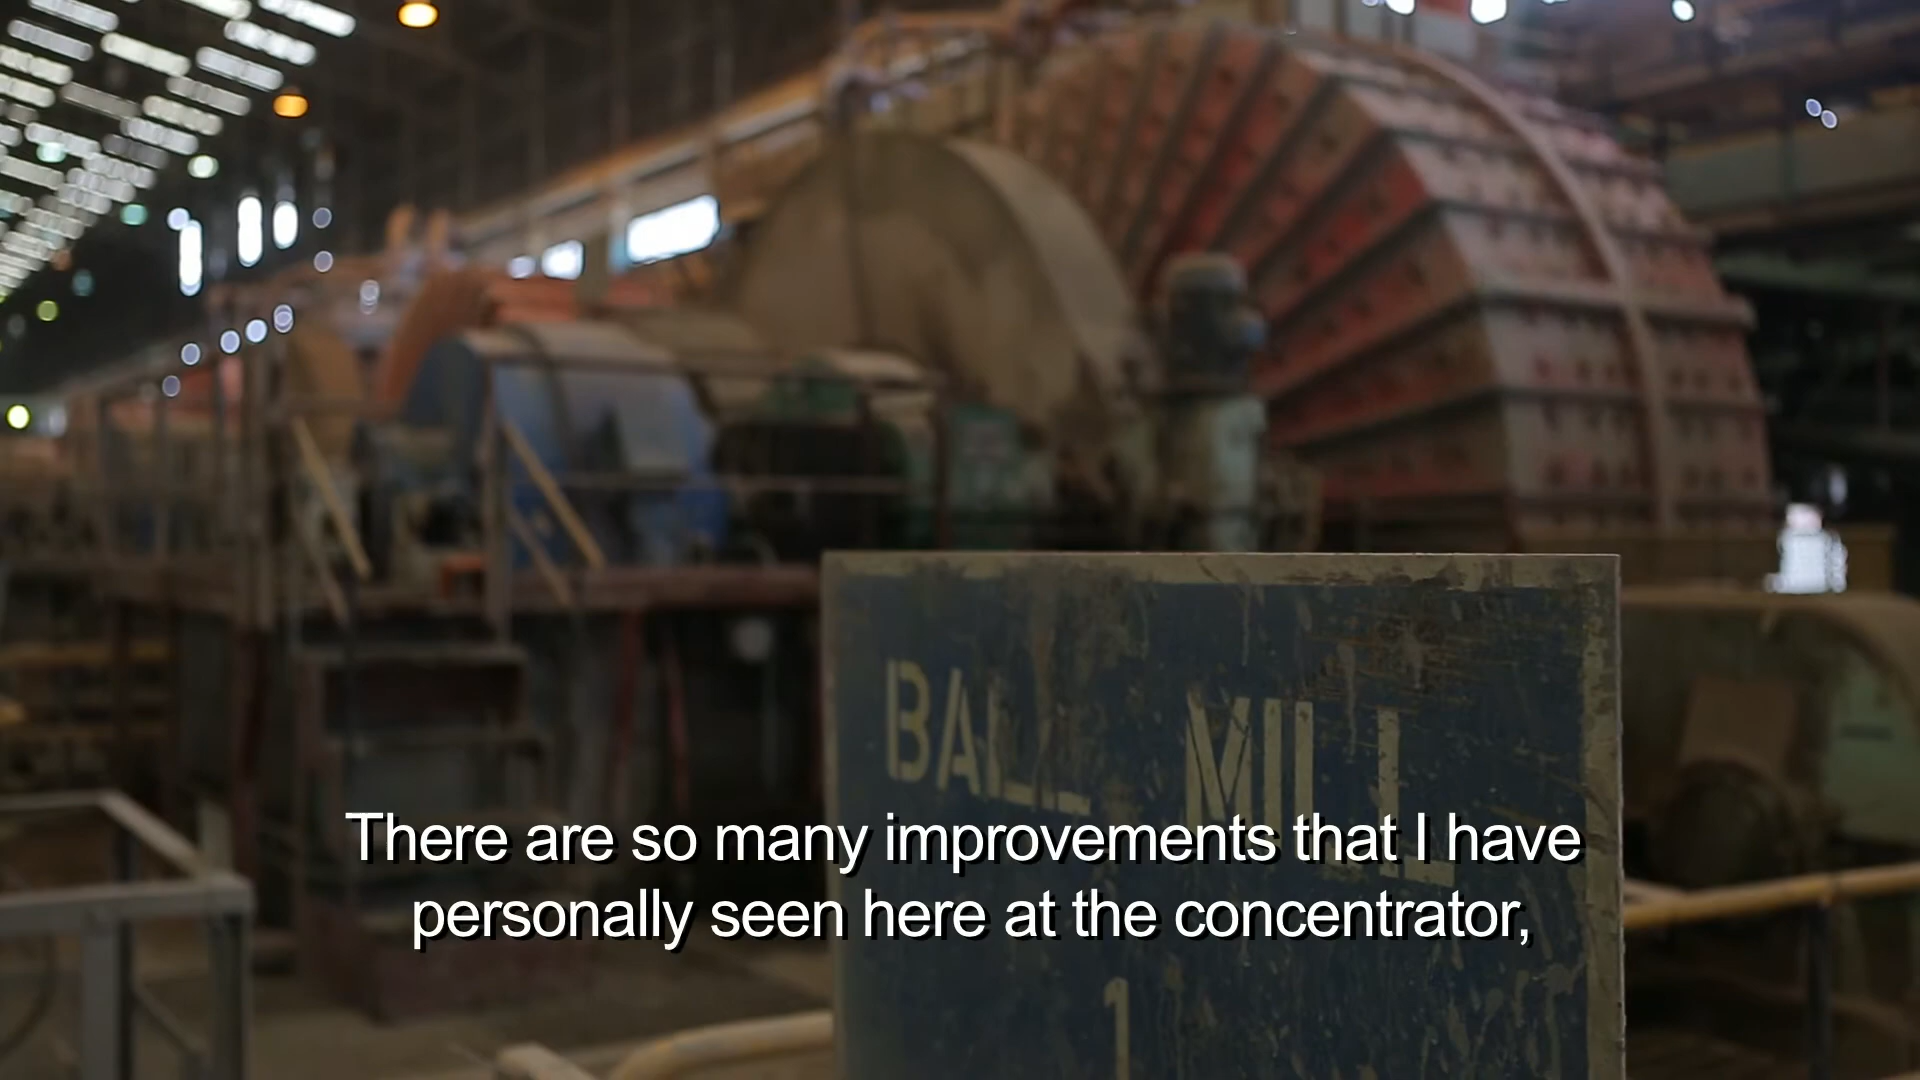 BALL MILL
There are so many improvements that I have
personally seen here at the concentrator,
1